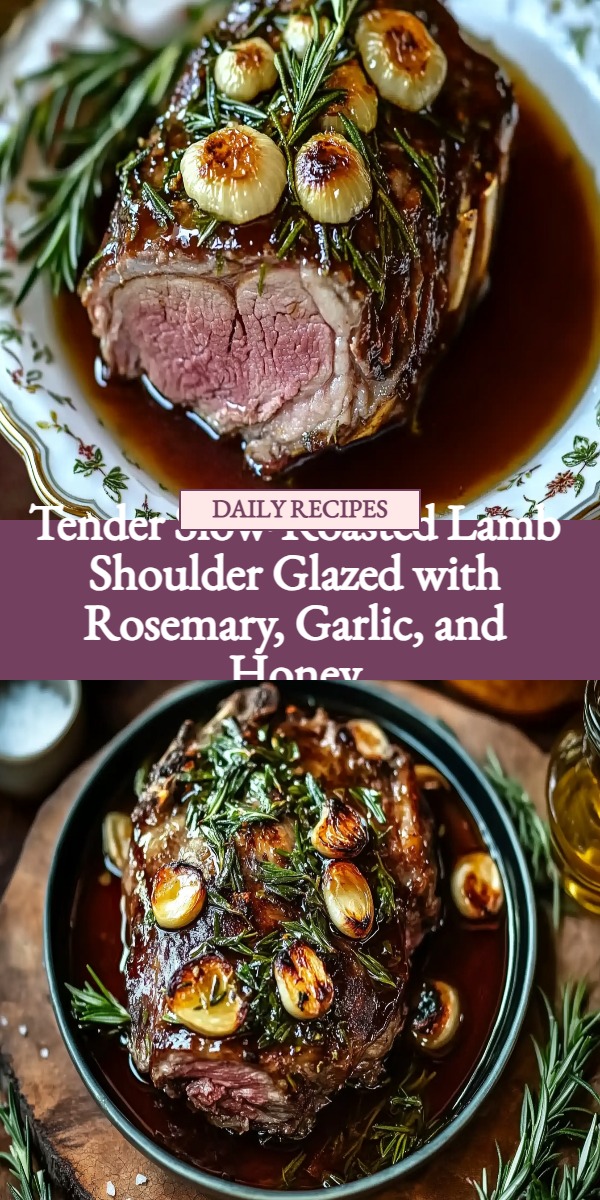 DAILY RECIPES
Tender Slow-Roasted Lamb
Shoulder Glazed with
Rosemary, Garlic, and
Honey